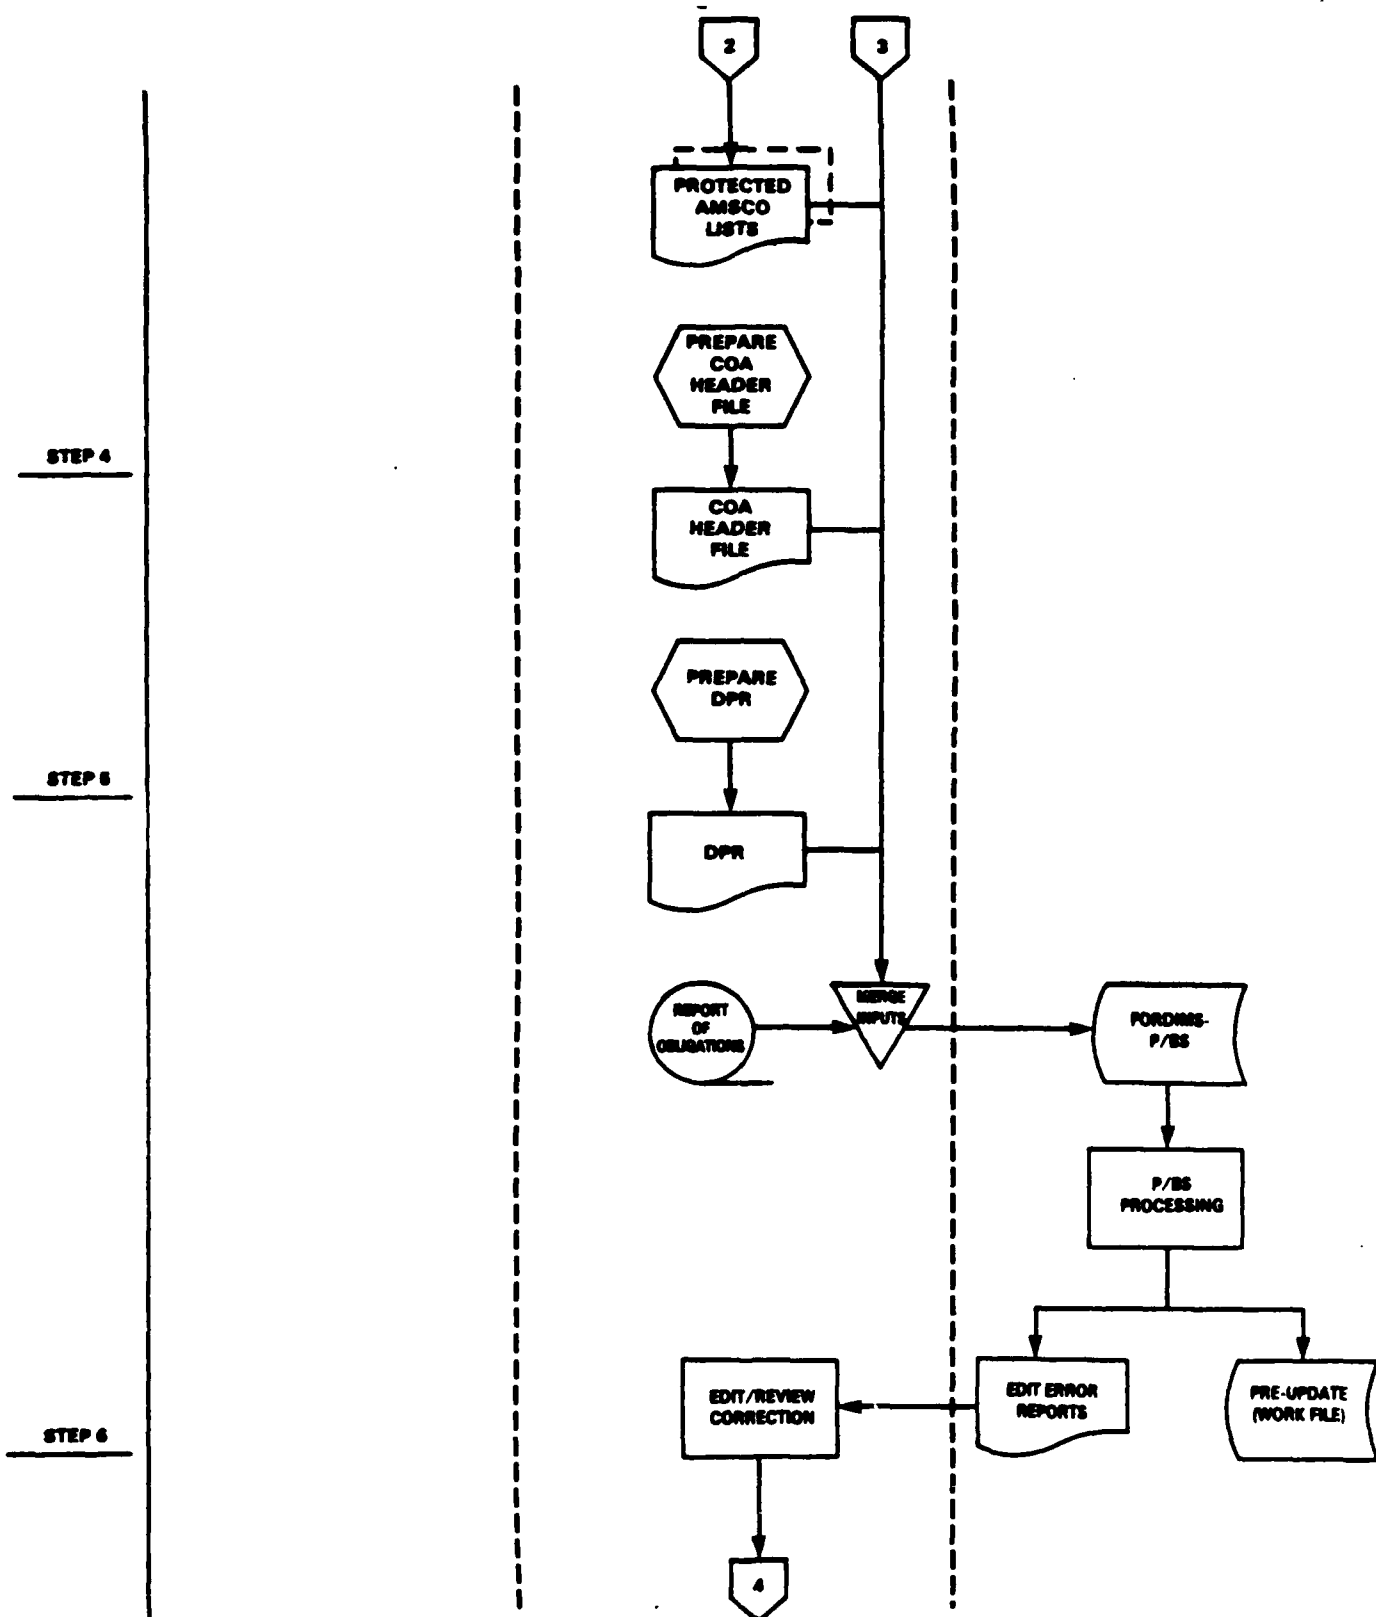 2
3
PROTECTED
AMSCO
LISTS
PREPARE
COA
HEADER
FILE
STEP 4
COA
HEADER
FILE
PREPARE
DPR
STEP 5
DPR
REPORT
OF
OBLIGATIONS
MERGE
INPUTS
FORDIMS-
P/BS
P/BS
PROCESSING
EDIT/REVIEW
CORRECTION
EDIT ERROR
REPORTS
PRE-UPDATE
(WORK FILE)
STEP 6
4